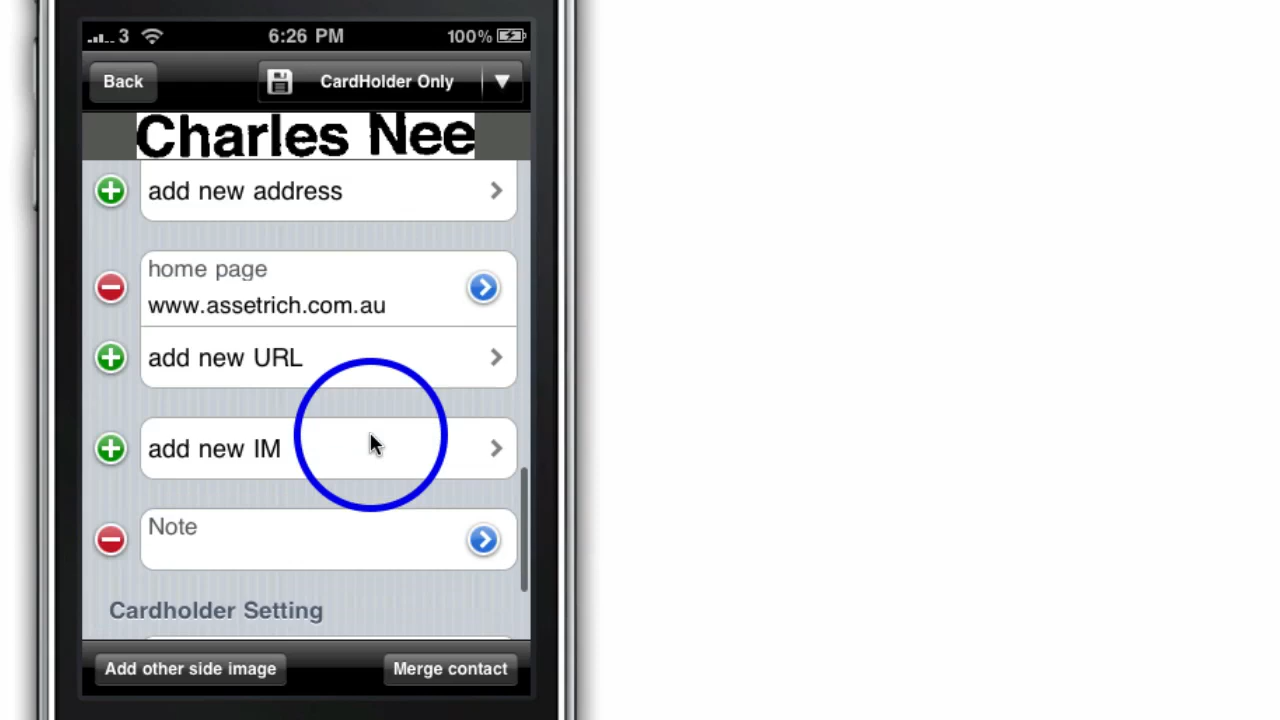 3 6:26 PM 100%
Back CardHolder Only
Charles Nee
add new address
home page
www.assetrich.com.au
add new URL
add new IM
Note
Cardholder Setting
Add other side image Merge contact